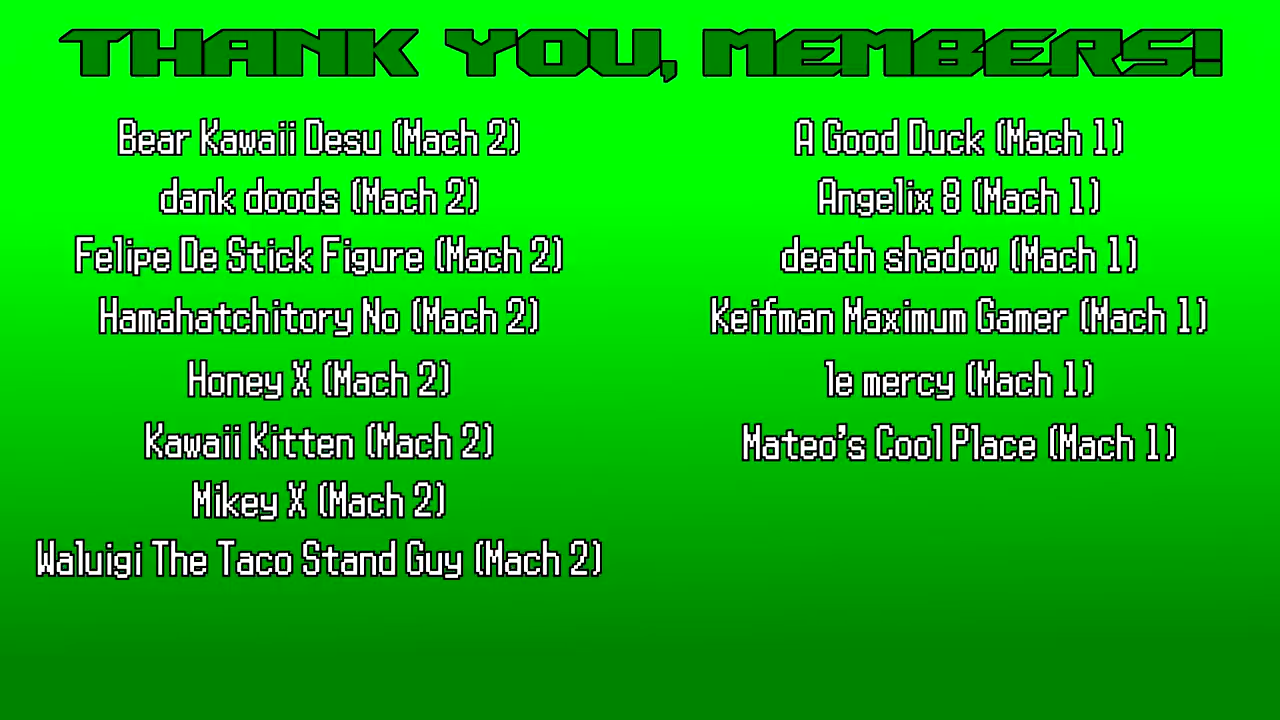 THANK YOU, MEMBERS!
Bear Kawaii Desu (Mach 2)
dank doods (Mach 2)
Felipe De Stick Figure (Mach 2)
Hamahatchitory No (Mach 2)
Honey X (Mach 2)
Kawaii Kitten (Mach 2)
Mikey X (Mach 2)
Waluigi The Taco Stand Guy (Mach 2)
A Good Duck (Mach 1)
Angelix 8 (Mach 1)
death shadow (Mach 1)
Keifman Maximum Gamer (Mach 1)
le mercy (Mach 1)
Mateo's Cool Place (Mach 1)